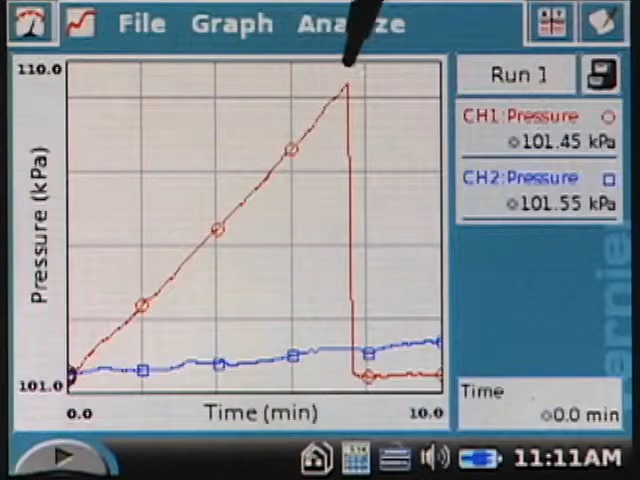 File Graph Analyze
110.0
Run 1
CH1:Pressure
101.45 kPa
CH2:Pressure
101.55 kPa
Pressure (kPa)
101.0
0.0
Time (min)
10.0
Time
0.0 min
11:11AM